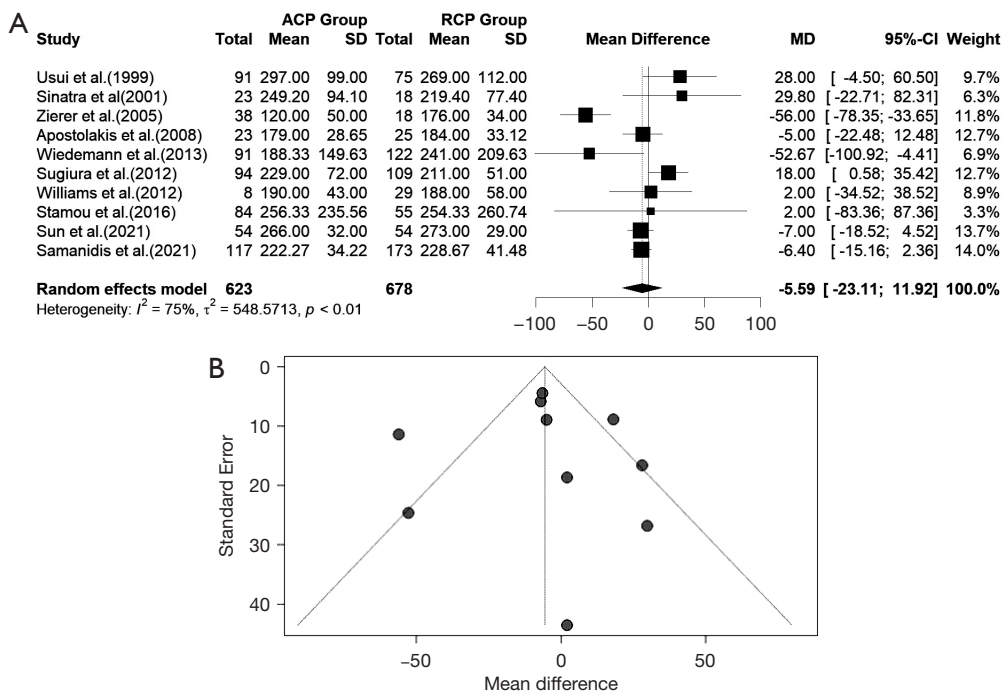 A
ACP Group RCP Group
Study Total Mean SD Total Mean SD Mean Difference MD 95%-CI Weight
Usui et al.(1999) 91 297.00 99.00 75 269.00 112.00 28.00 [ -4.50; 60.50] 9.7%
Sinatra et al(2001) 23 249.20 94.10 18 219.40 77.40 29.80 [ -22.71; 82.31] 6.3%
Zierer et al.(2005) 38 120.00 50.00 18 176.00 34.00 -56.00 [ -78.35; -33.65] 11.8%
Apostolakis et al.(2008) 23 179.00 28.65 25 184.00 33.12 -5.00 [ -22.48; 12.48] 12.7%
Wiedemann et al.(2013) 91 188.33 149.63 122 241.00 209.63 -52.67 [-100.92; -4.41] 6.9%
Sugiura et al.(2012) 94 229.00 72.00 109 211.00 51.00 18.00 [ 0.58; 35.42] 12.7%
Williams et al.(2012) 8 190.00 43.00 29 188.00 58.00 2.00 [ -34.52; 38.52] 8.9%
Stamou et al.(2016) 84 256.33 235.56 55 254.33 260.74 2.00 [ -83.36; 87.36] 3.3%
Sun et al.(2021) 54 266.00 32.00 54 273.00 29.00 -7.00 [ -18.52; 4.52] 13.7%
Samanidis et al.(2021) 117 222.27 34.22 173 228.67 41.48 -6.40 [ -15.16; 2.36] 14.0%
Random effects model 623 678 -5.59 [ -23.11; 11.92] 100.0%
Heterogeneity: I² = 75%, τ² = 548.5713, p < 0.01
−100 −50 0 50 100
B
0
10
20
30
40
Standard Error
−50 0 50
Mean difference